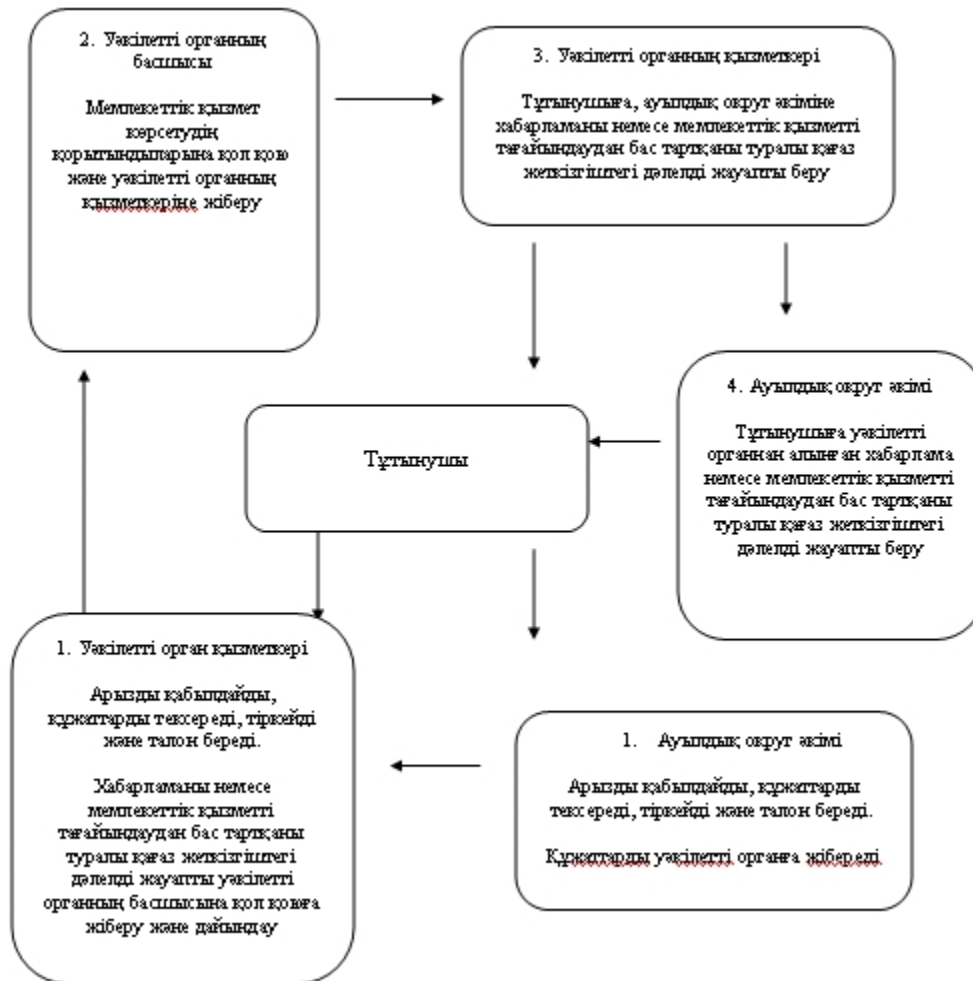 2. Уәкілетті органның
басшысы
Мемлекеттік қызмет
көрсетудің
қорытындыларына қол қою
және уәкілетті органның
қызметкеріне жіберу
3. Уәкілетті органның қызметкері
Тұтынушыға, ауылдық округ әкіміне
хабарламаны немесе мемлекеттік қызметті
тағайындаудан бас тартқаны туралы қағаз
жеткізгіштегі дәлелді жауапты беру
4. Ауылдық округ әкімі
Тұтынушыға уәкілетті
органнан алынған хабарлама
немесе мемлекеттік қызметті
тағайындаудан бас тартқаны
туралы қағаз жеткізгіштегі
дәлелді жауапты беру
Тұтынушы
1. Уәкілетті орган қызметкері
Арызды қабылдайды,
құжаттарды тексереді, тіркейді
және талон береді.
Хабарламаны немесе
мемлекеттік қызметті
тағайындаудан бас тартқаны
туралы қағаз жеткізгіштегі
дәлелді жауапты уәкілетті
органның басшысына қол қоюға
жіберу және дайындау
1. Ауылдық округ әкімі
Арызды қабылдайды, құжаттарды
тексереді, тіркейді және талон береді.
Құжаттарды уәкілетті органға жібереді